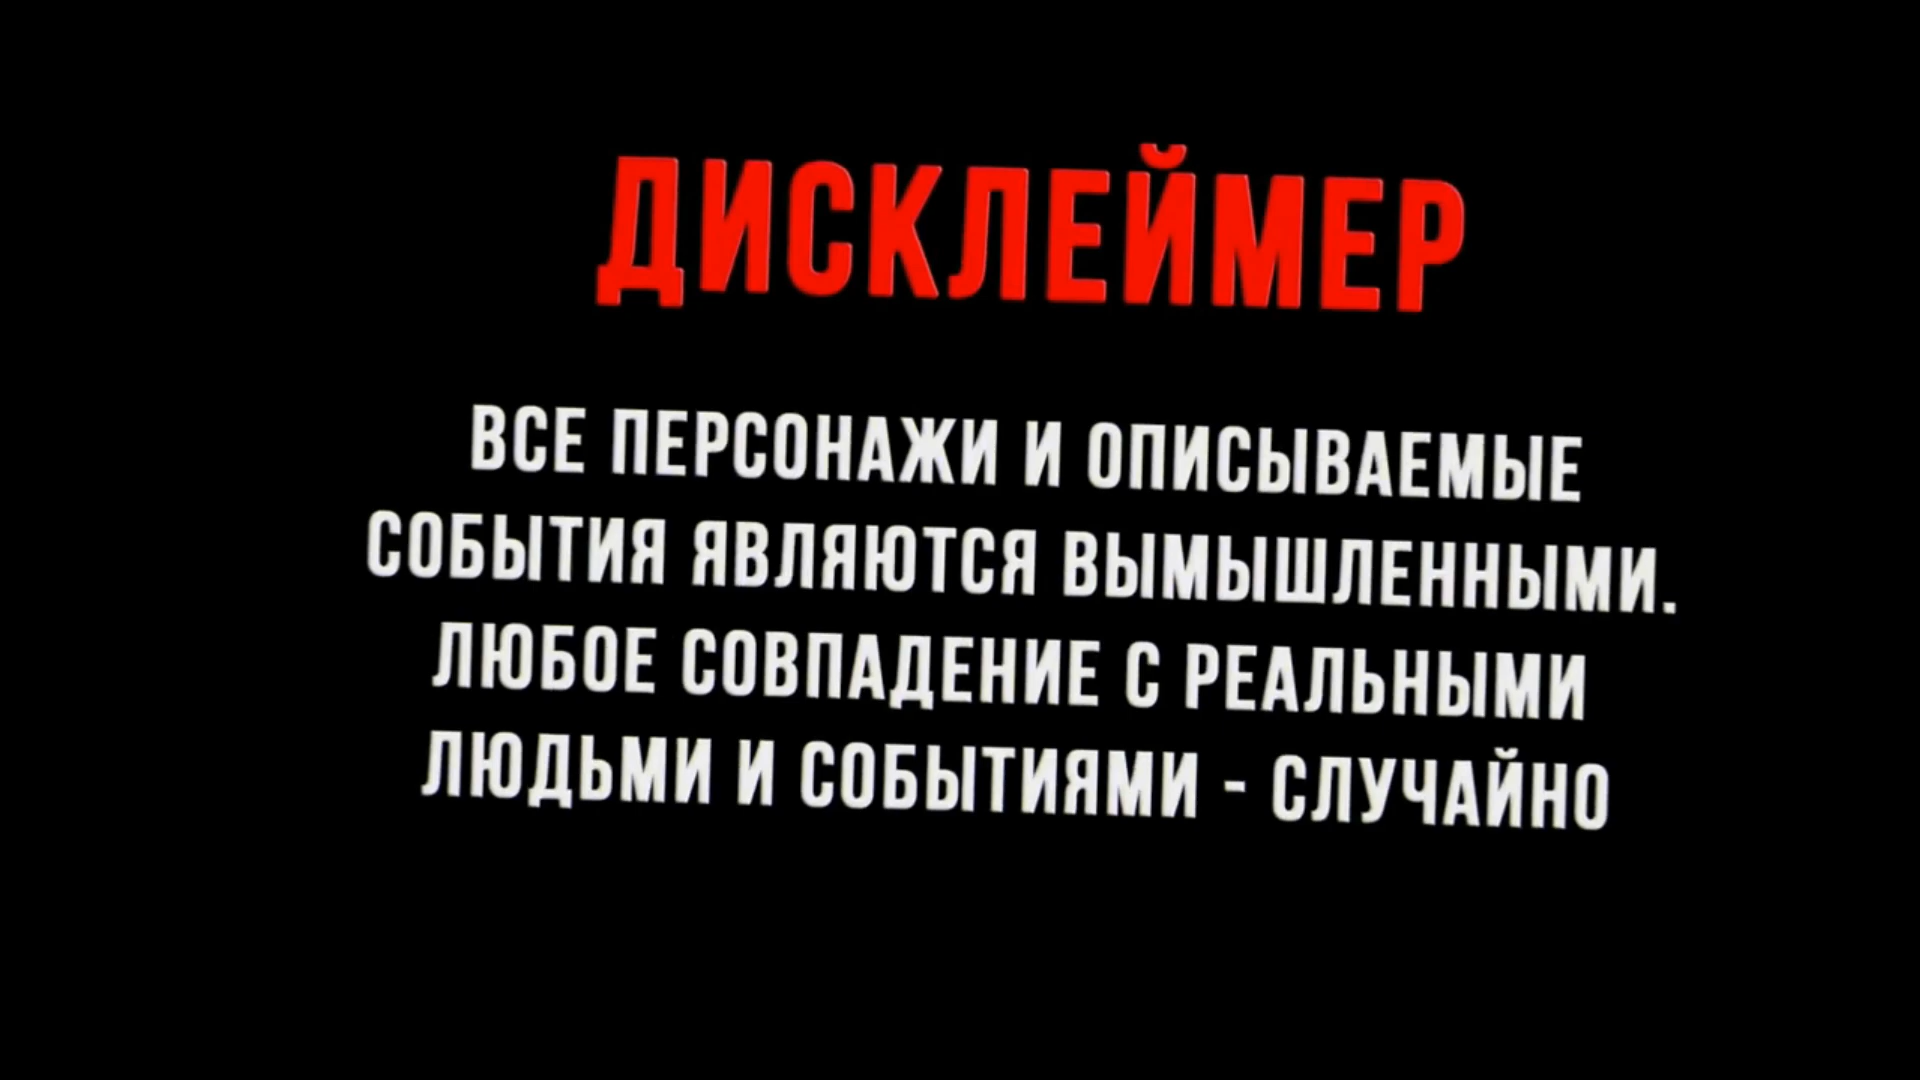 ДИСКЛЕЙМЕР
ВСЕ ПЕРСОНАЖИ И ОПИСЫВАЕМЫЕ
СОБЫТИЯ ЯВЛЯЮТСЯ ВЫМЫШЛЕННЫМИ.
ЛЮБОЕ СОВПАДЕНИЕ С РЕАЛЬНЫМИ
ЛЮДЬМИ И СОБЫТИЯМИ - СЛУЧАЙНО